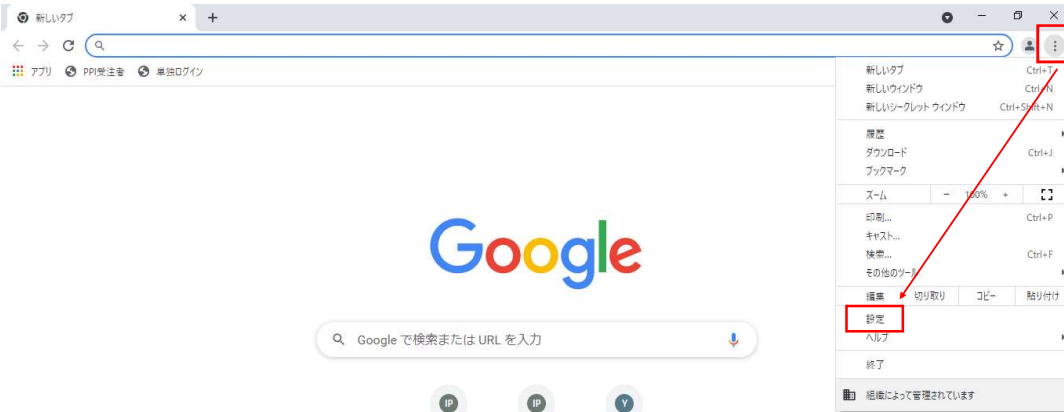 新しいタブ
アプリ PPI受注者 単独ログイン
新しいタブ Ctrl+T
新しいウィンドウ Ctrl+N
新しいシークレット ウィンドウ Ctrl+Shift+N
履歴
ダウンロード Ctrl+J
ブックマーク
ズーム - 100% +
印刷... Ctrl+P
キャスト...
検索... Ctrl+F
その他のツール
編集 切り取り コピー 貼り付け
設定
ヘルプ
終了
組織によって管理されています
Google
Google で検索または URL を入力
IP IP Y